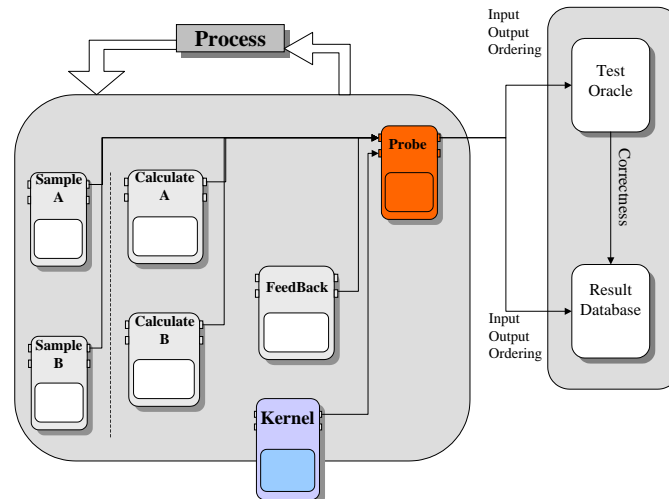 Process
Input
Output
Ordering
Test
Oracle
Probe
Sample
A
Calculate
A
Correctness
FeedBack
Result
Database
Sample
B
Calculate
B
Input
Output
Ordering
Kernel